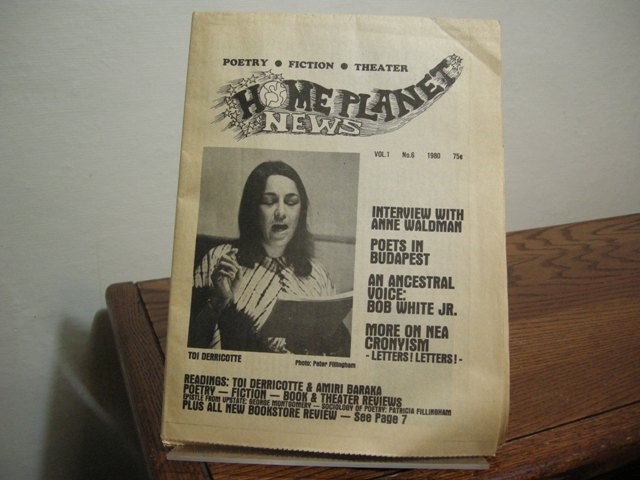 POETRY ● FICTION ● THEATER
HOME PLANET
NEWS
VOL.1 No.6 1980 75¢
INTERVIEW WITH
ANNE WALDMAN
POETS IN
BUDAPEST
AN ANCESTRAL
VOICE:
BOB WHITE JR.
MORE ON NEA
CRONYISM
- LETTERS! LETTERS! -
TOI DERRICOTTE
Photo: Peter Fillingham
READINGS: TOI DERRICOTTE & AMIRI BARAKA
POETRY — FICTION — BOOK & THEATER REVIEWS
EPISTLE FROM UPSTATE: GEORGE MONTGOMERY — SOCIOLOGY OF POETRY: PATRICIA FILLINGHAM
PLUS ALL NEW BOOKSTORE REVIEW — See Page 7